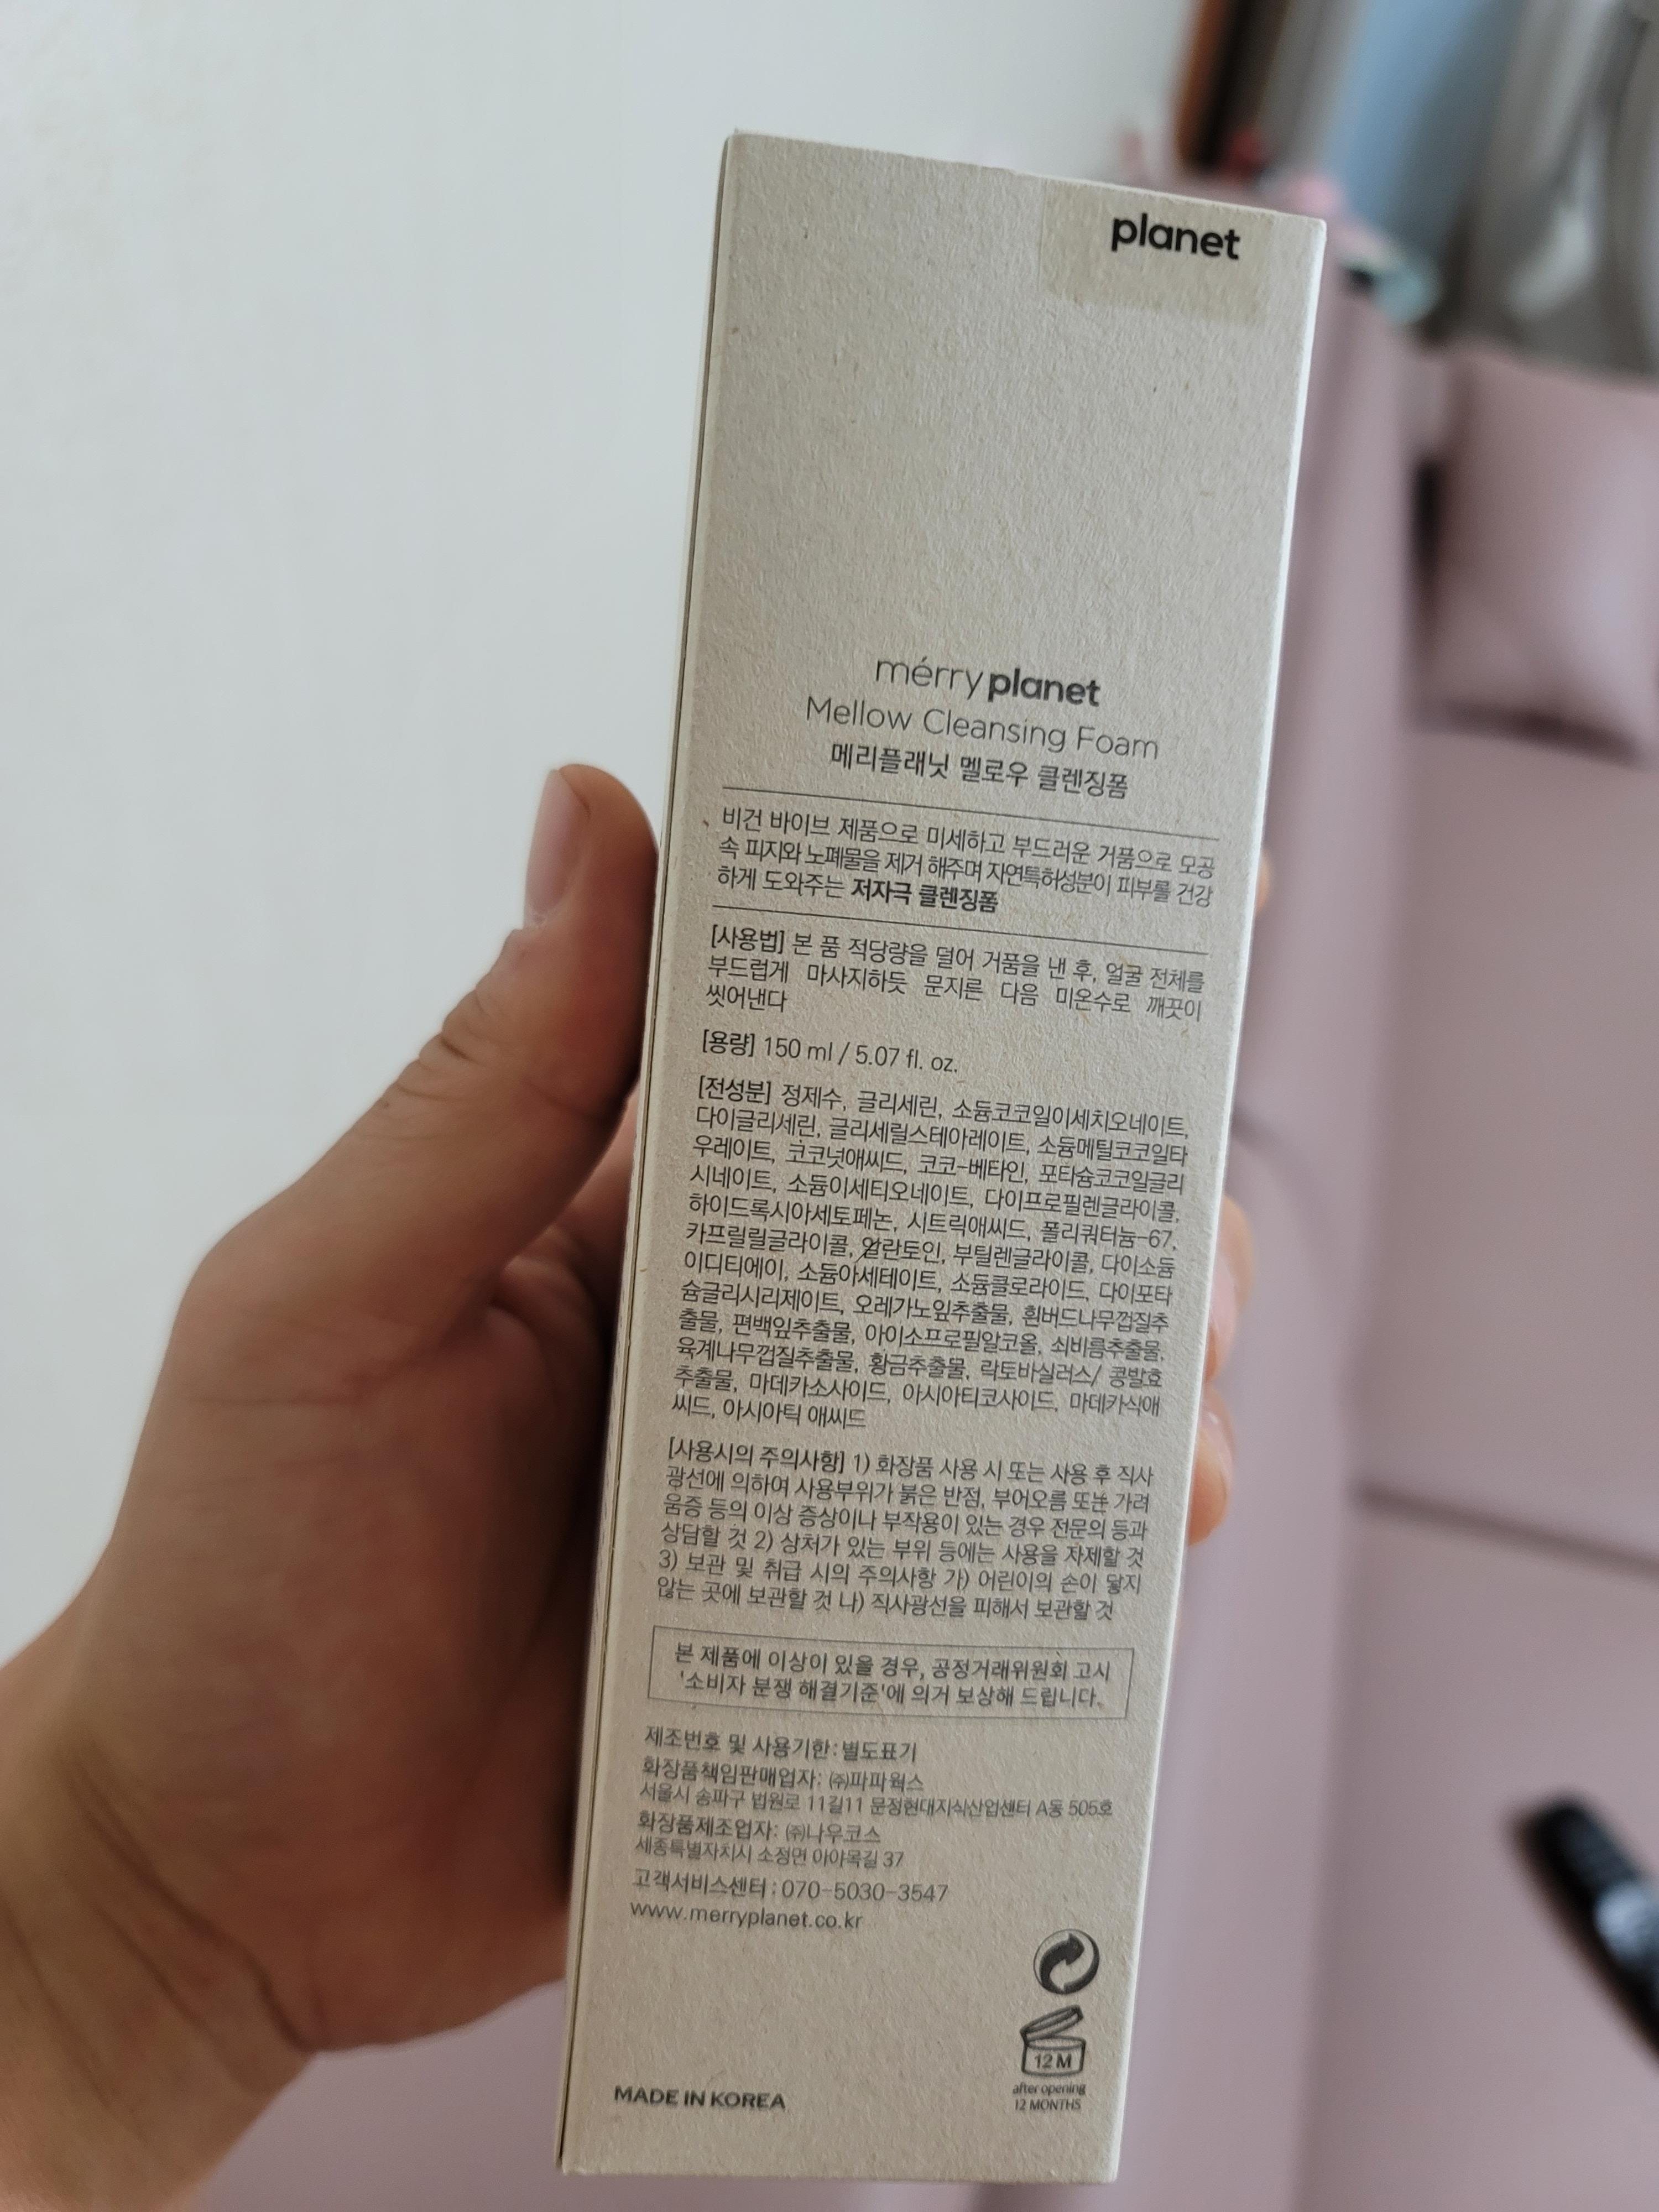 planet
mérryplanet
Mellow Cleansing Foam
메리플래닛 멜로우 클렌징폼
비건 바이브 제품으로 미세하고 부드러운 거품으로 모공
속 피지와 노폐물을 제거 해주며 자연특허성분이 피부를 건강
하게 도와주는 저자극 클렌징폼
[사용법] 본 품 적당량을 덜어 거품을 낸 후, 얼굴 전체를
부드럽게 마사지하듯 문지른 다음 미온수로 깨끗이
씻어낸다
[용량] 150 ml / 5.07 fl. oz.
[전성분] 정제수, 글리세린, 소듐코코일이세치오네이트,
다이글리세린, 글리세릴스테아레이트, 소듐메틸코코일타
우레이트, 코코넛애씨드, 코코-베타인, 포타슘코코일글리
시네이트, 소듐이세티오네이트, 다이프로필렌글라이콜,
하이드록시아세토페논, 시트릭애씨드, 폴리쿼터늄-67,
카프릴릴글라이콜, 알란토인, 부틸렌글라이콜, 다이소듐
이디티에이, 소듐아세테이트, 소듐클로라이드, 다이포타
슘글리시리제이트, 오레가노잎추출물, 흰버드나무껍질추
출물, 편백잎추출물, 아이소프로필알코올, 쇠비름추출물,
육계나무껍질추출물, 황금추출물, 락토바실러스/ 콩발효
추출물, 마데카소사이드, 아시아티코사이드, 마데카식애
씨드, 아시아틱 애씨드
[사용시의 주의사항] 1) 화장품 사용 시 또는 사용 후 직사
광선에 의하여 사용부위가 붉은 반점, 부어오름 또는 가려
움증 등의 이상 증상이나 부작용이 있는 경우 전문의 등과
상담할 것 2) 상처가 있는 부위 등에는 사용을 자제할 것
3) 보관 및 취급 시의 주의사항 가) 어린이의 손이 닿지
않는 곳에 보관할 것 나) 직사광선을 피해서 보관할 것
본 제품에 이상이 있을 경우, 공정거래위원회 고시
'소비자 분쟁 해결기준'에 의거 보상해 드립니다.
제조번호 및 사용기한:별도표기
화장품책임판매업자: ㈜파파웍스
서울시 송파구 법원로 11길11 문정현대지식산업센터 A동 505호
화장품제조업자: ㈜나우코스
세종특별자치시 소정면 아야목길 37
고객서비스센터 : 070-5030-3547
www.merryplanet.co.kr
12 M
after opening
12 MONTHS
MADE IN KOREA